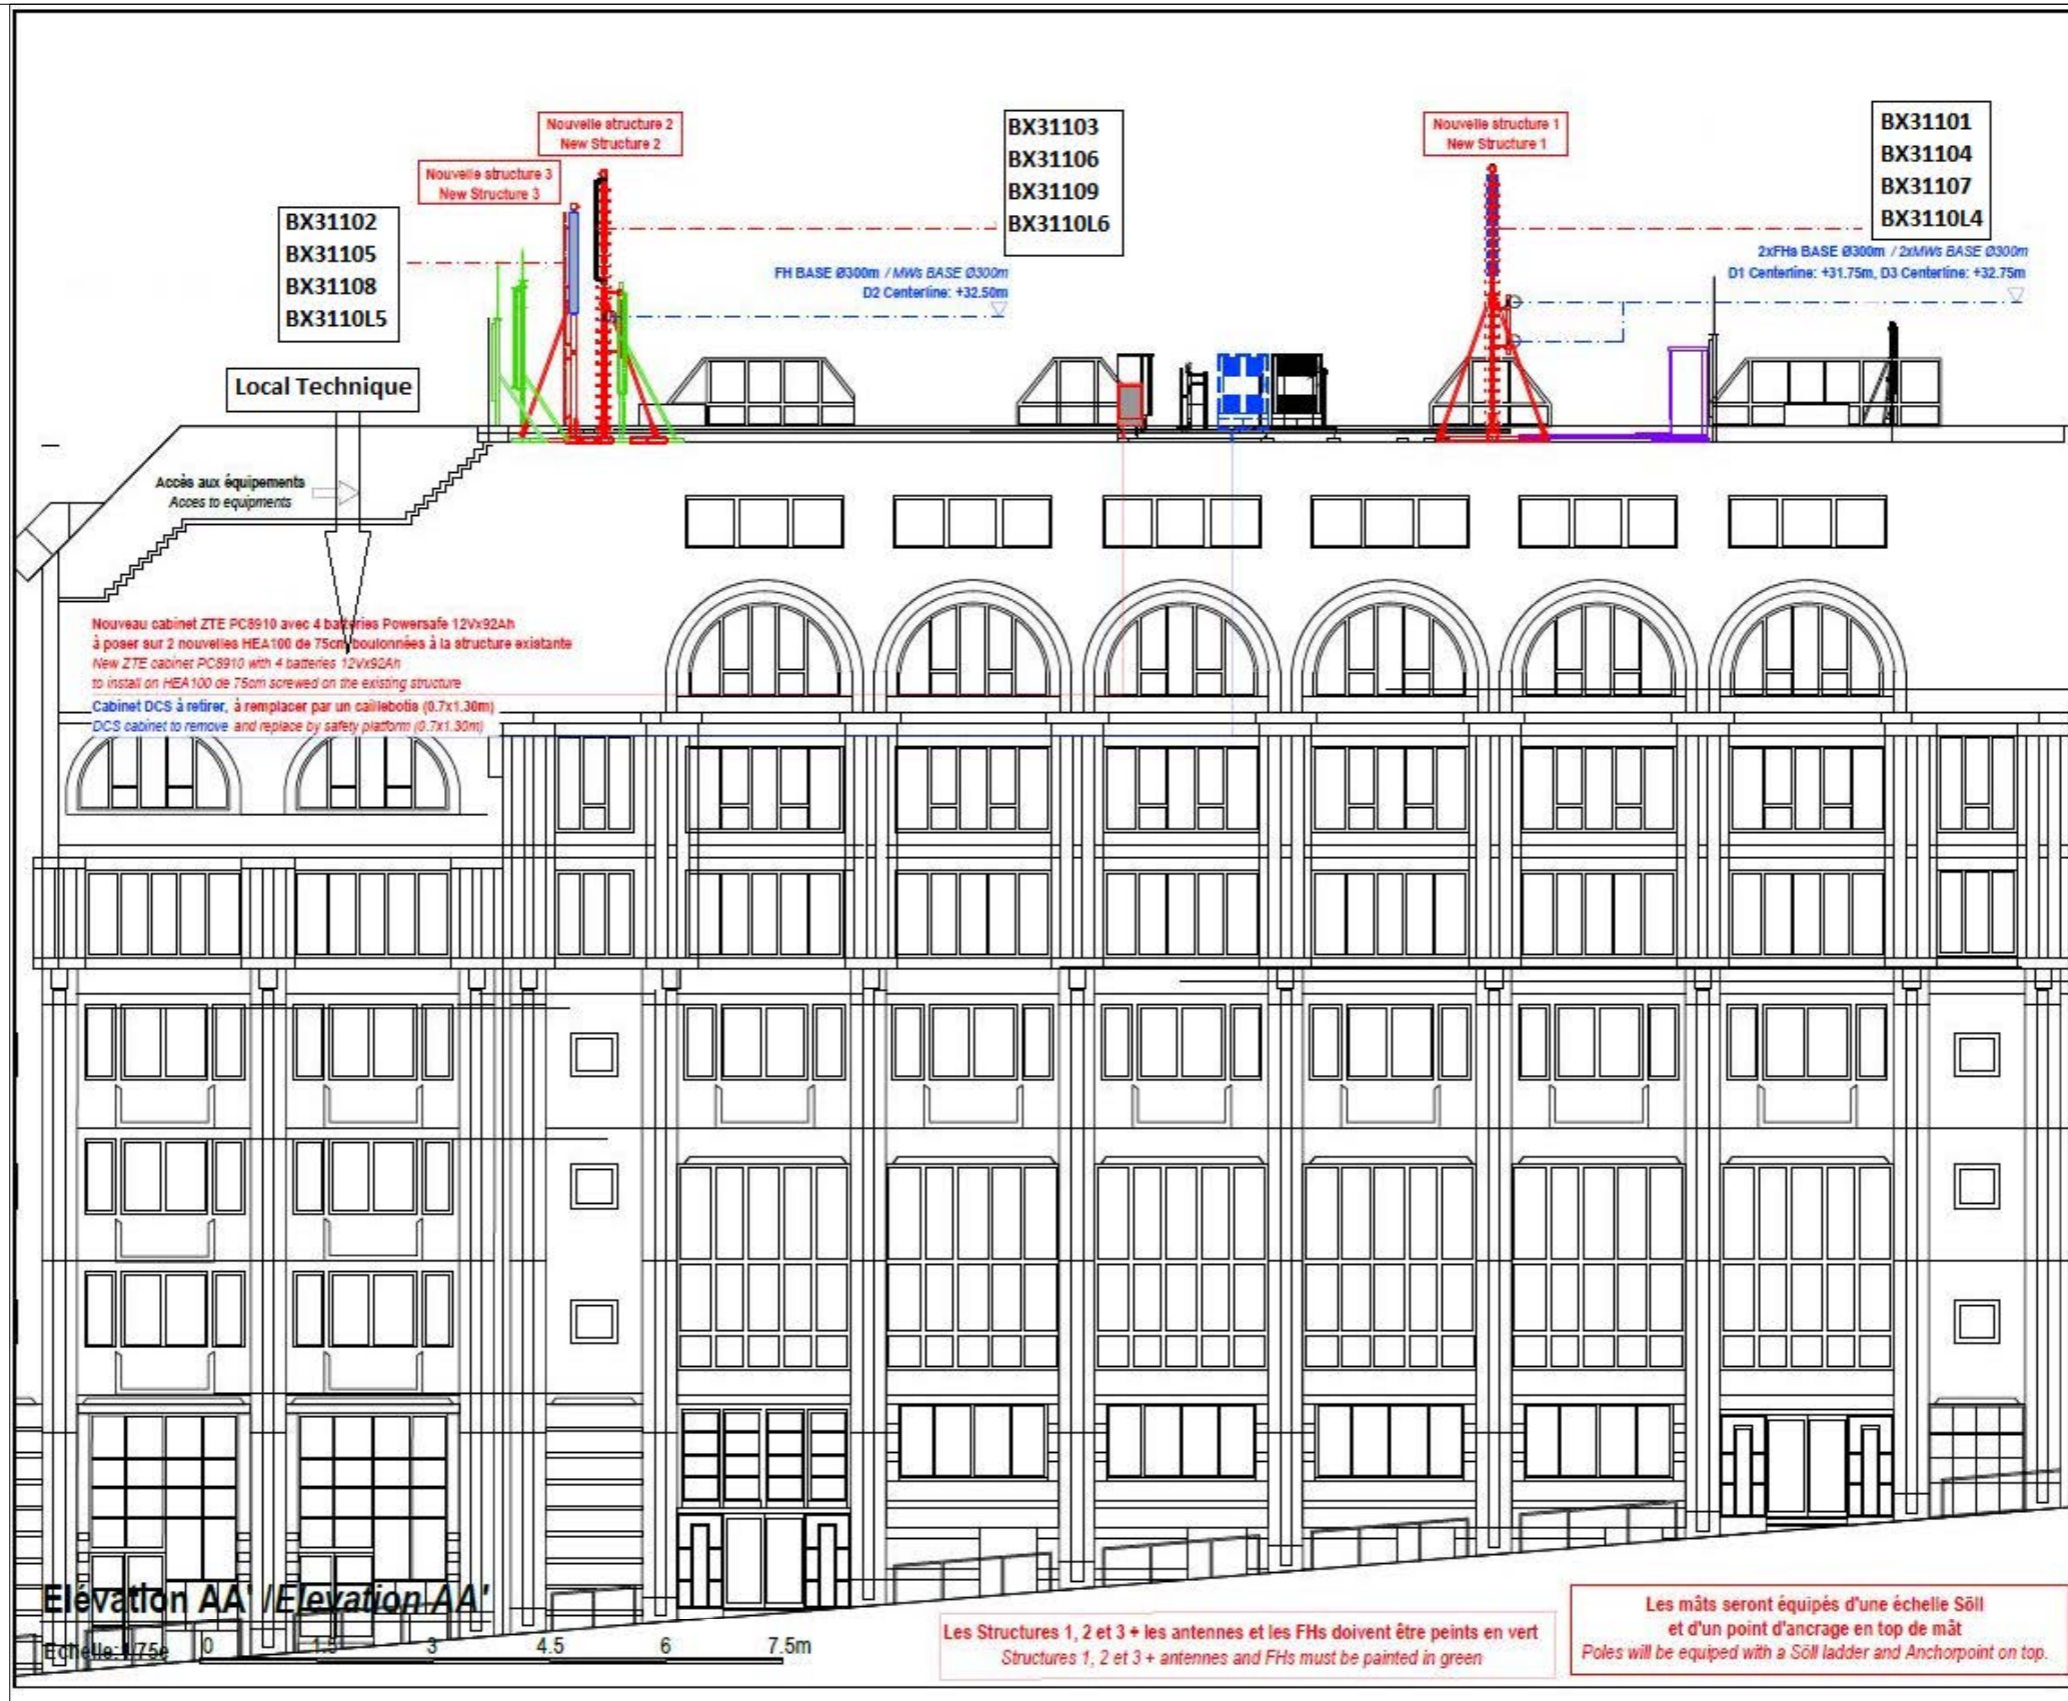 Nouvelle structure 2
New Structure 2
Nouvelle structure 3
New Structure 3
BX31103
BX31106
BX31109
BX3110L6
Nouvelle structure 1
New Structure 1
BX31101
BX31104
BX31107
BX3110L4
BX31102
BX31105
BX31108
BX3110L5
FH BASE Ø300m / MWs BASE Ø300m
D2 Centerline: +32.50m
2xFHs BASE Ø300m / 2xMWs BASE Ø300m
D1 Centerline: +31.75m, D3 Centerline: +32.75m
Local Technique
Accès aux équipements
Acces to equipments
Nouveau cabinet ZTE PC8910 avec 4 batteries Powersafe 12Vx92Ah
à poser sur 2 nouvelles HEA100 de 75cm boulonnées à la structure existante
New ZTE cabinet PC8910 with 4 batteries 12Vx92Ah
to install on HEA100 de 75cm screwed on the existing structure
Cabinet DCS à retirer, à remplacer par un caillebotis (0.7x1.30m)
DCS cabinet to remove and replace by safety platform (0.7x1.30m)
Elévation AA' /Elevation AA'
Echelle: 1/75e
0 1.5 3 4.5 6 7.5m
Les Structures 1, 2 et 3 + les antennes et les FHs doivent être peints en vert
Structures 1, 2 et 3 + antennes and FHs must be painted in green
Les mâts seront équipés d'une échelle Söll
et d'un point d'ancrage en top de mât
Poles will be equiped with a Söll ladder and Anchorpoint on top.